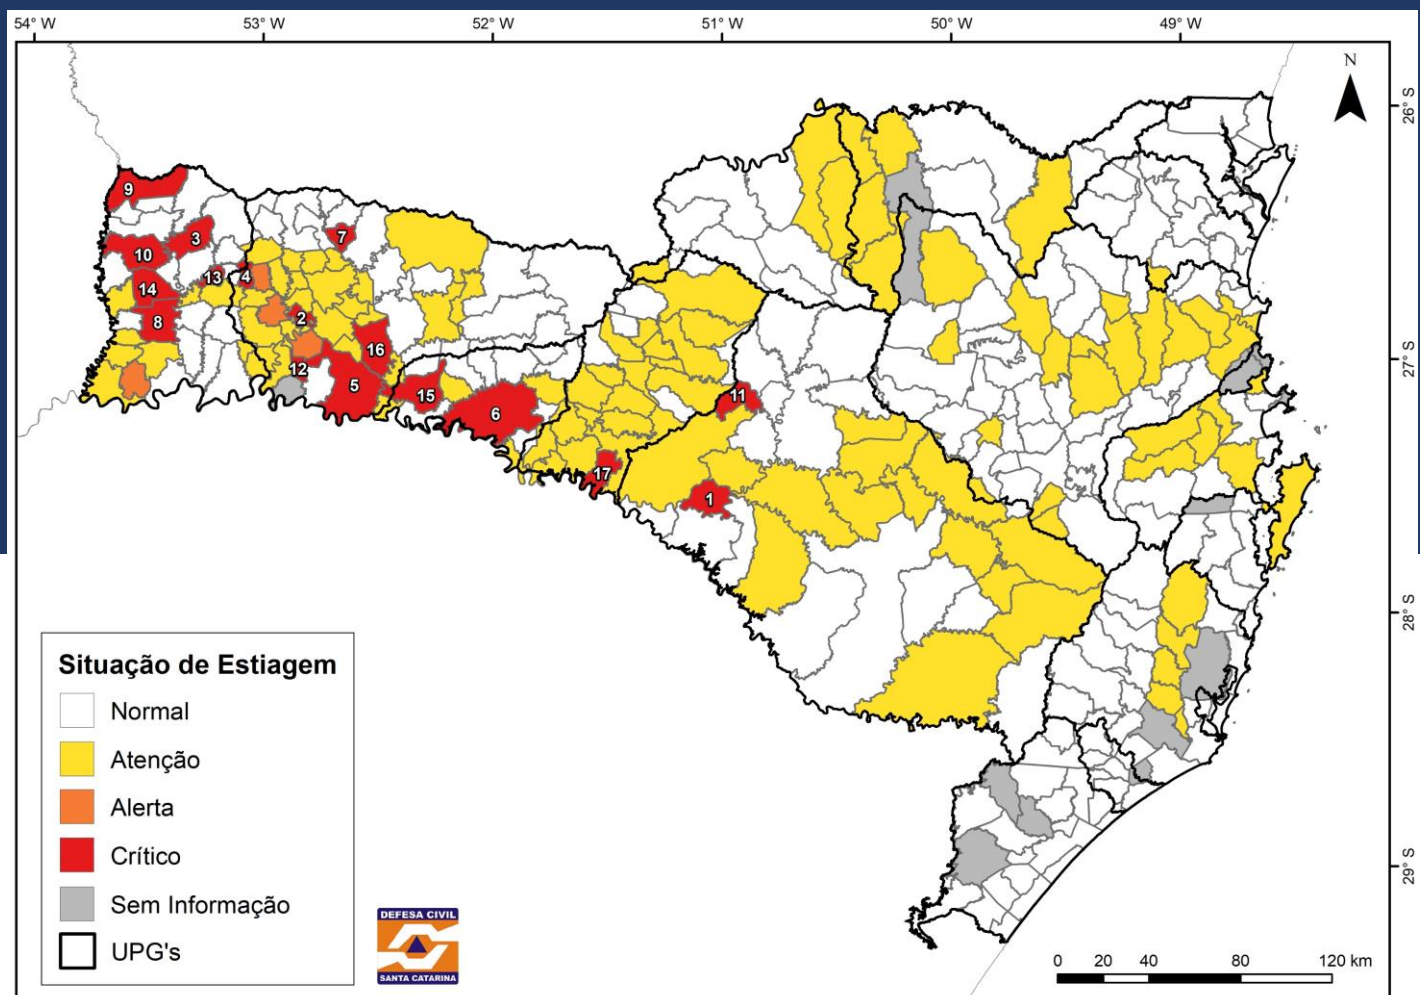 54° W
53° W
52° W
51° W
50° W
49° W
N
26° S
27° S
28° S
29° S
9
3
7
10
13
4
14
2
8
16
12
5
15
6
11
17
1
Situação de Estiagem
Normal
Atenção
Alerta
Crítico
Sem Informação
UPG's
DEFESA CIVIL
SANTA CATARINA
0 20 40 80 120 km